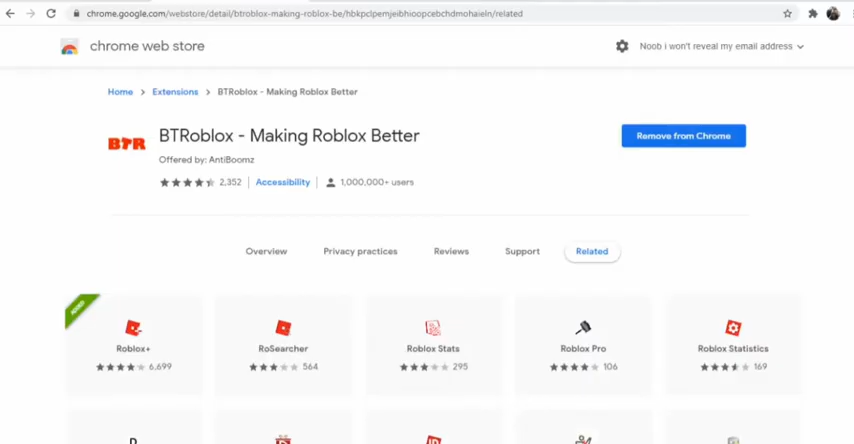 chrome.google.com/webstore/detail/btroblox-making-roblox-be/hbkpclpemjeibhioopcebchdmohaieln/related
chrome web store
Noob i won't reveal my email address
Home > Extensions > BTRoblox - Making Roblox Better
BTR
BTRoblox - Making Roblox Better
Remove from Chrome
Offered by: AntiBoomz
2,352 | Accessibility | 1,000,000+ users
Overview Privacy practices Reviews Support Related
ADDED
Roblox+ RoSearcher Roblox Stats Roblox Pro Roblox Statistics
6,699 564 295 106 169